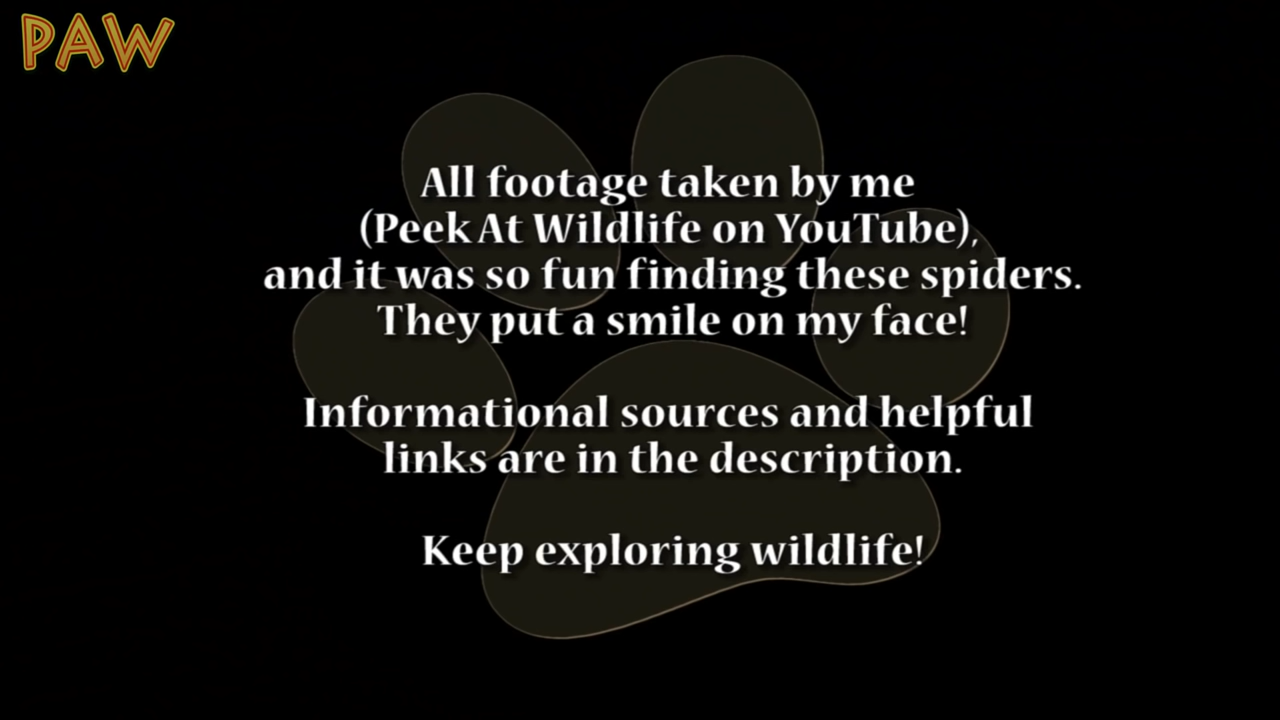 PAW
All footage taken by me
(Peek At Wildlife on YouTube),
and it was so fun finding these spiders.
They put a smile on my face!
Informational sources and helpful
links are in the description.
Keep exploring wildlife!